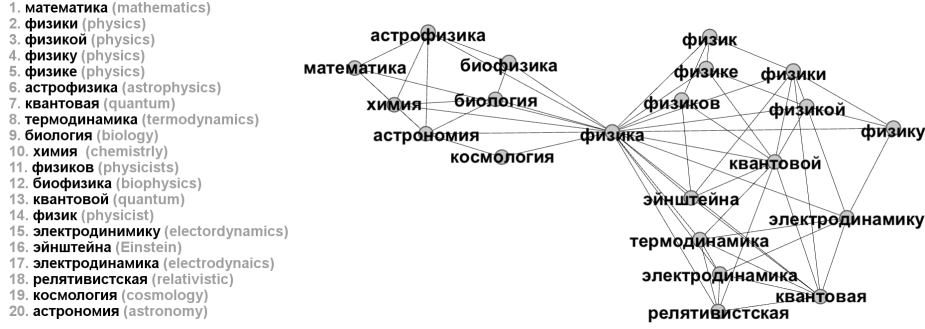 1. математика (mathematics)
2. физики (physics)
3. физикой (physics)
4. физику (physics)
5. физике (physics)
6. астрофизика (astrophysics)
7. квантовая (quantum)
8. термодинамика (termodynamics)
9. биология (biology)
10. химия (chemistrly)
11. физиков (physicists)
12. биофизика (biophysics)
13. квантовой (quantum)
14. физик (physicist)
15. электродинимику (electordynamics)
16. эйнштейна (Einstein)
17. электродинамика (electrodynaics)
18. релятивистская (relativistic)
19. космология (cosmology)
20. астрономия (astronomy)
астрофизика
математика
биофизика
химия
биология
астрономия
космология
физика
физик
физике
физики
физиков
физикой
физику
квантовой
эйнштейна
электродинамику
термодинамика
электродинамика
квантовая
релятивистская